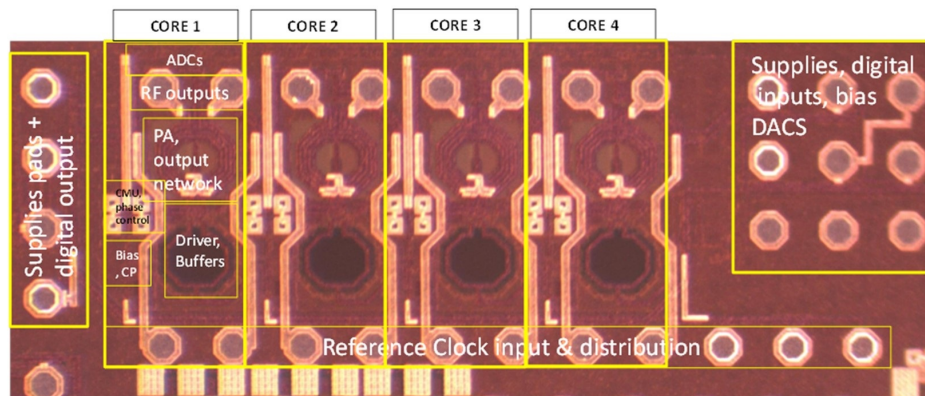 CORE 1
CORE 2
CORE 3
CORE 4
Supplies pads +
digital output
ADCs
RF outputs
PA,
output
network
CMU,
phase
control
Bias
, CP
Driver,
Buffers
Supplies, digital
inputs, bias
DACS
Reference Clock input & distribution